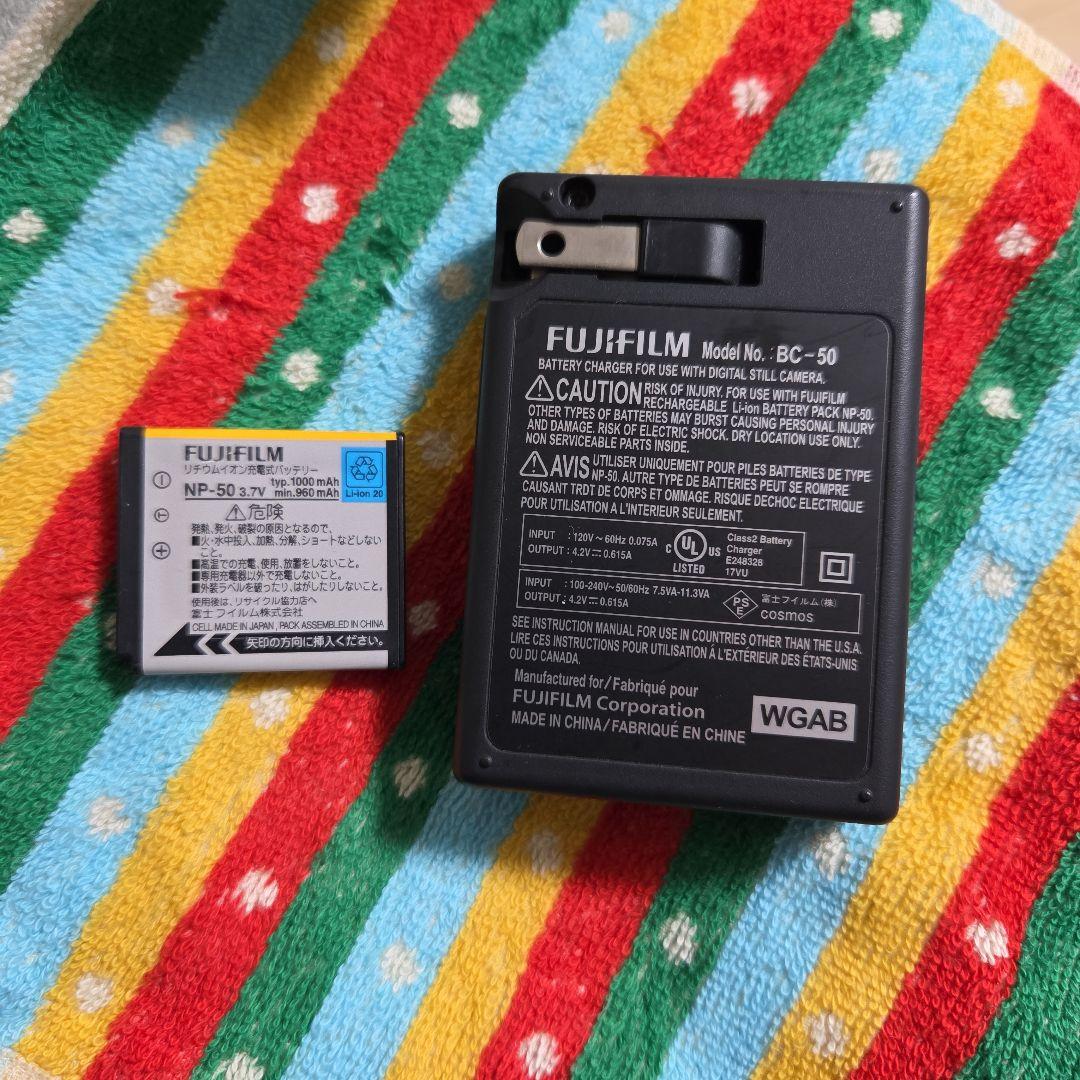 FUJIFILM
リチウムイオン充電式バッテリー
typ.1000 mAh
NP-50 3.7V min.960 mAh
Li-ion 20
⚠危険
発熱、発火、破裂の原因となるので、
■火・水中投入、加熱、分解、ショートなどしない
こと。
■高温での充電、使用、放置をしないこと。
■専用充電器以外で充電しないこと。
■外装ラベルを破ったり、はがしたりしないこと。
使用後は、リサイクル協力店へ
富士フイルム株式会社
CELL MADE IN JAPAN , PACK ASSEMBLED IN CHINA
矢印の方向に挿入ください。
FUJIFILM Model No. : BC-50
BATTERY CHARGER FOR USE WITH DIGITAL STILL CAMERA.
⚠CAUTION RISK OF INJURY. FOR USE WITH FUJIFILM
RECHARGEABLE Li-ion BATTERY PACK NP-50.
OTHER TYPES OF BATTERIES MAY BURST CAUSING PERSONAL INJURY
AND DAMAGE. RISK OF ELECTRIC SHOCK. DRY LOCATION USE ONLY.
NON SERVICEABLE PARTS INSIDE.
⚠AVIS UTILISER UNIQUEMENT POUR PILES BATTERIES DE TYPE
NP-50. AUTRE TYPE DE BATTERIES PEUT SE ROMPRE
CAUSANT TRDT DE CORPS ET OMMAGE. RISQUE DECHOC ELECTRIQUE
POUR UTILISATION A L'INTERIEUR SEULEMENT.
INPUT : 120V~60Hz 0.075A
OUTPUT : 4.2V⎓0.615A
C UL US
LISTED
Class2 Battery
Charger
E248328
17VU
INPUT : 100-240V~50/60Hz 7.5VA-11.3VA
OUTPUT : 4.2V⎓0.615A
PS
E
富士フイルム(株)
cosmos
SEE INSTRUCTION MANUAL FOR USE IN COUNTRIES OTHER THAN THE U.S.A.
LIRE CES INSTRUCTIONS POUR UTILISATION À L'EXTÉRIEUR DES ÉTATS-UNIS
OU DU CANADA.
Manufactured for/Fabriqué pour
FUJIFILM Corporation
MADE IN CHINA/FABRIQUÉ EN CHINE
WGAB